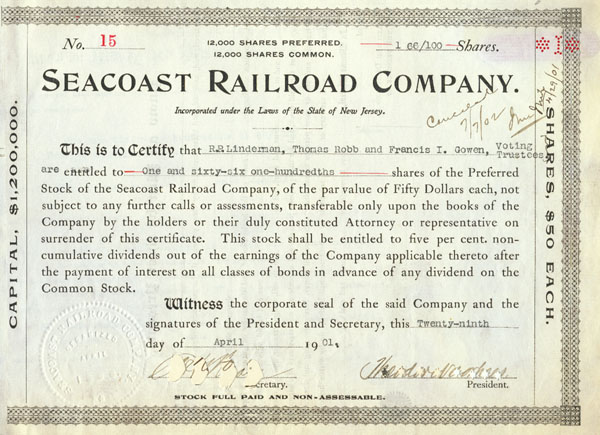 No. 15
12,000 SHARES PREFERRED.
12,000 SHARES COMMON.
1 66/100 Shares.
SEACOAST RAILROAD COMPANY.
Incorporated under the Laws of the State of New Jersey.
Canceled
7/7/02
4/29/01
This is to Certify that R.R.Linderman, Thomas Robb and Francis I. Gowen, Voting Trustees,
are entitled to One and sixty-six one-hundredths shares of the Preferred
Stock of the Seacoast Railroad Company, of the par value of Fifty Dollars each, not
subject to any further calls or assessments, transferable only upon the books of the
Company by the holders or their duly constituted Attorney or representative on
surrender of this certificate. This stock shall be entitled to five per cent. non-
cumulative dividends out of the earnings of the Company applicable thereto after
the payment of interest on all classes of bonds in advance of any dividend on the
Common Stock.
Witness the corporate seal of the said Company and the
signatures of the President and Secretary, this Twenty-ninth
day of April 1901.
Secretary.
President.
STOCK FULL PAID AND NON-ASSESSABLE.
CAPITAL, $1,200,000.
SHARES, $50 EACH.